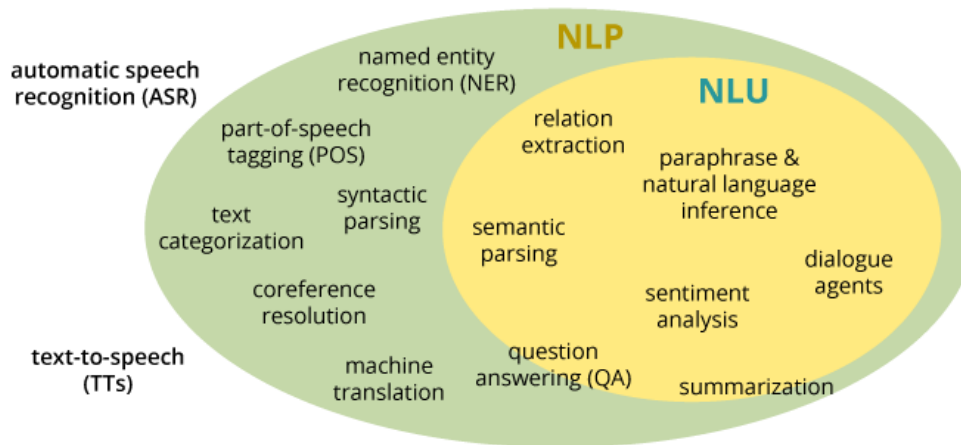 NLP
named entity
recognition (NER)
automatic speech
recognition (ASR)
NLU
relation
extraction
part-of-speech
tagging (POS)
paraphrase &
natural language
inference
syntactic
parsing
text
categorization
semantic
parsing
dialogue
agents
coreference
resolution
sentiment
analysis
text-to-speech
(TTs)
question
answering (QA)
machine
translation
summarization